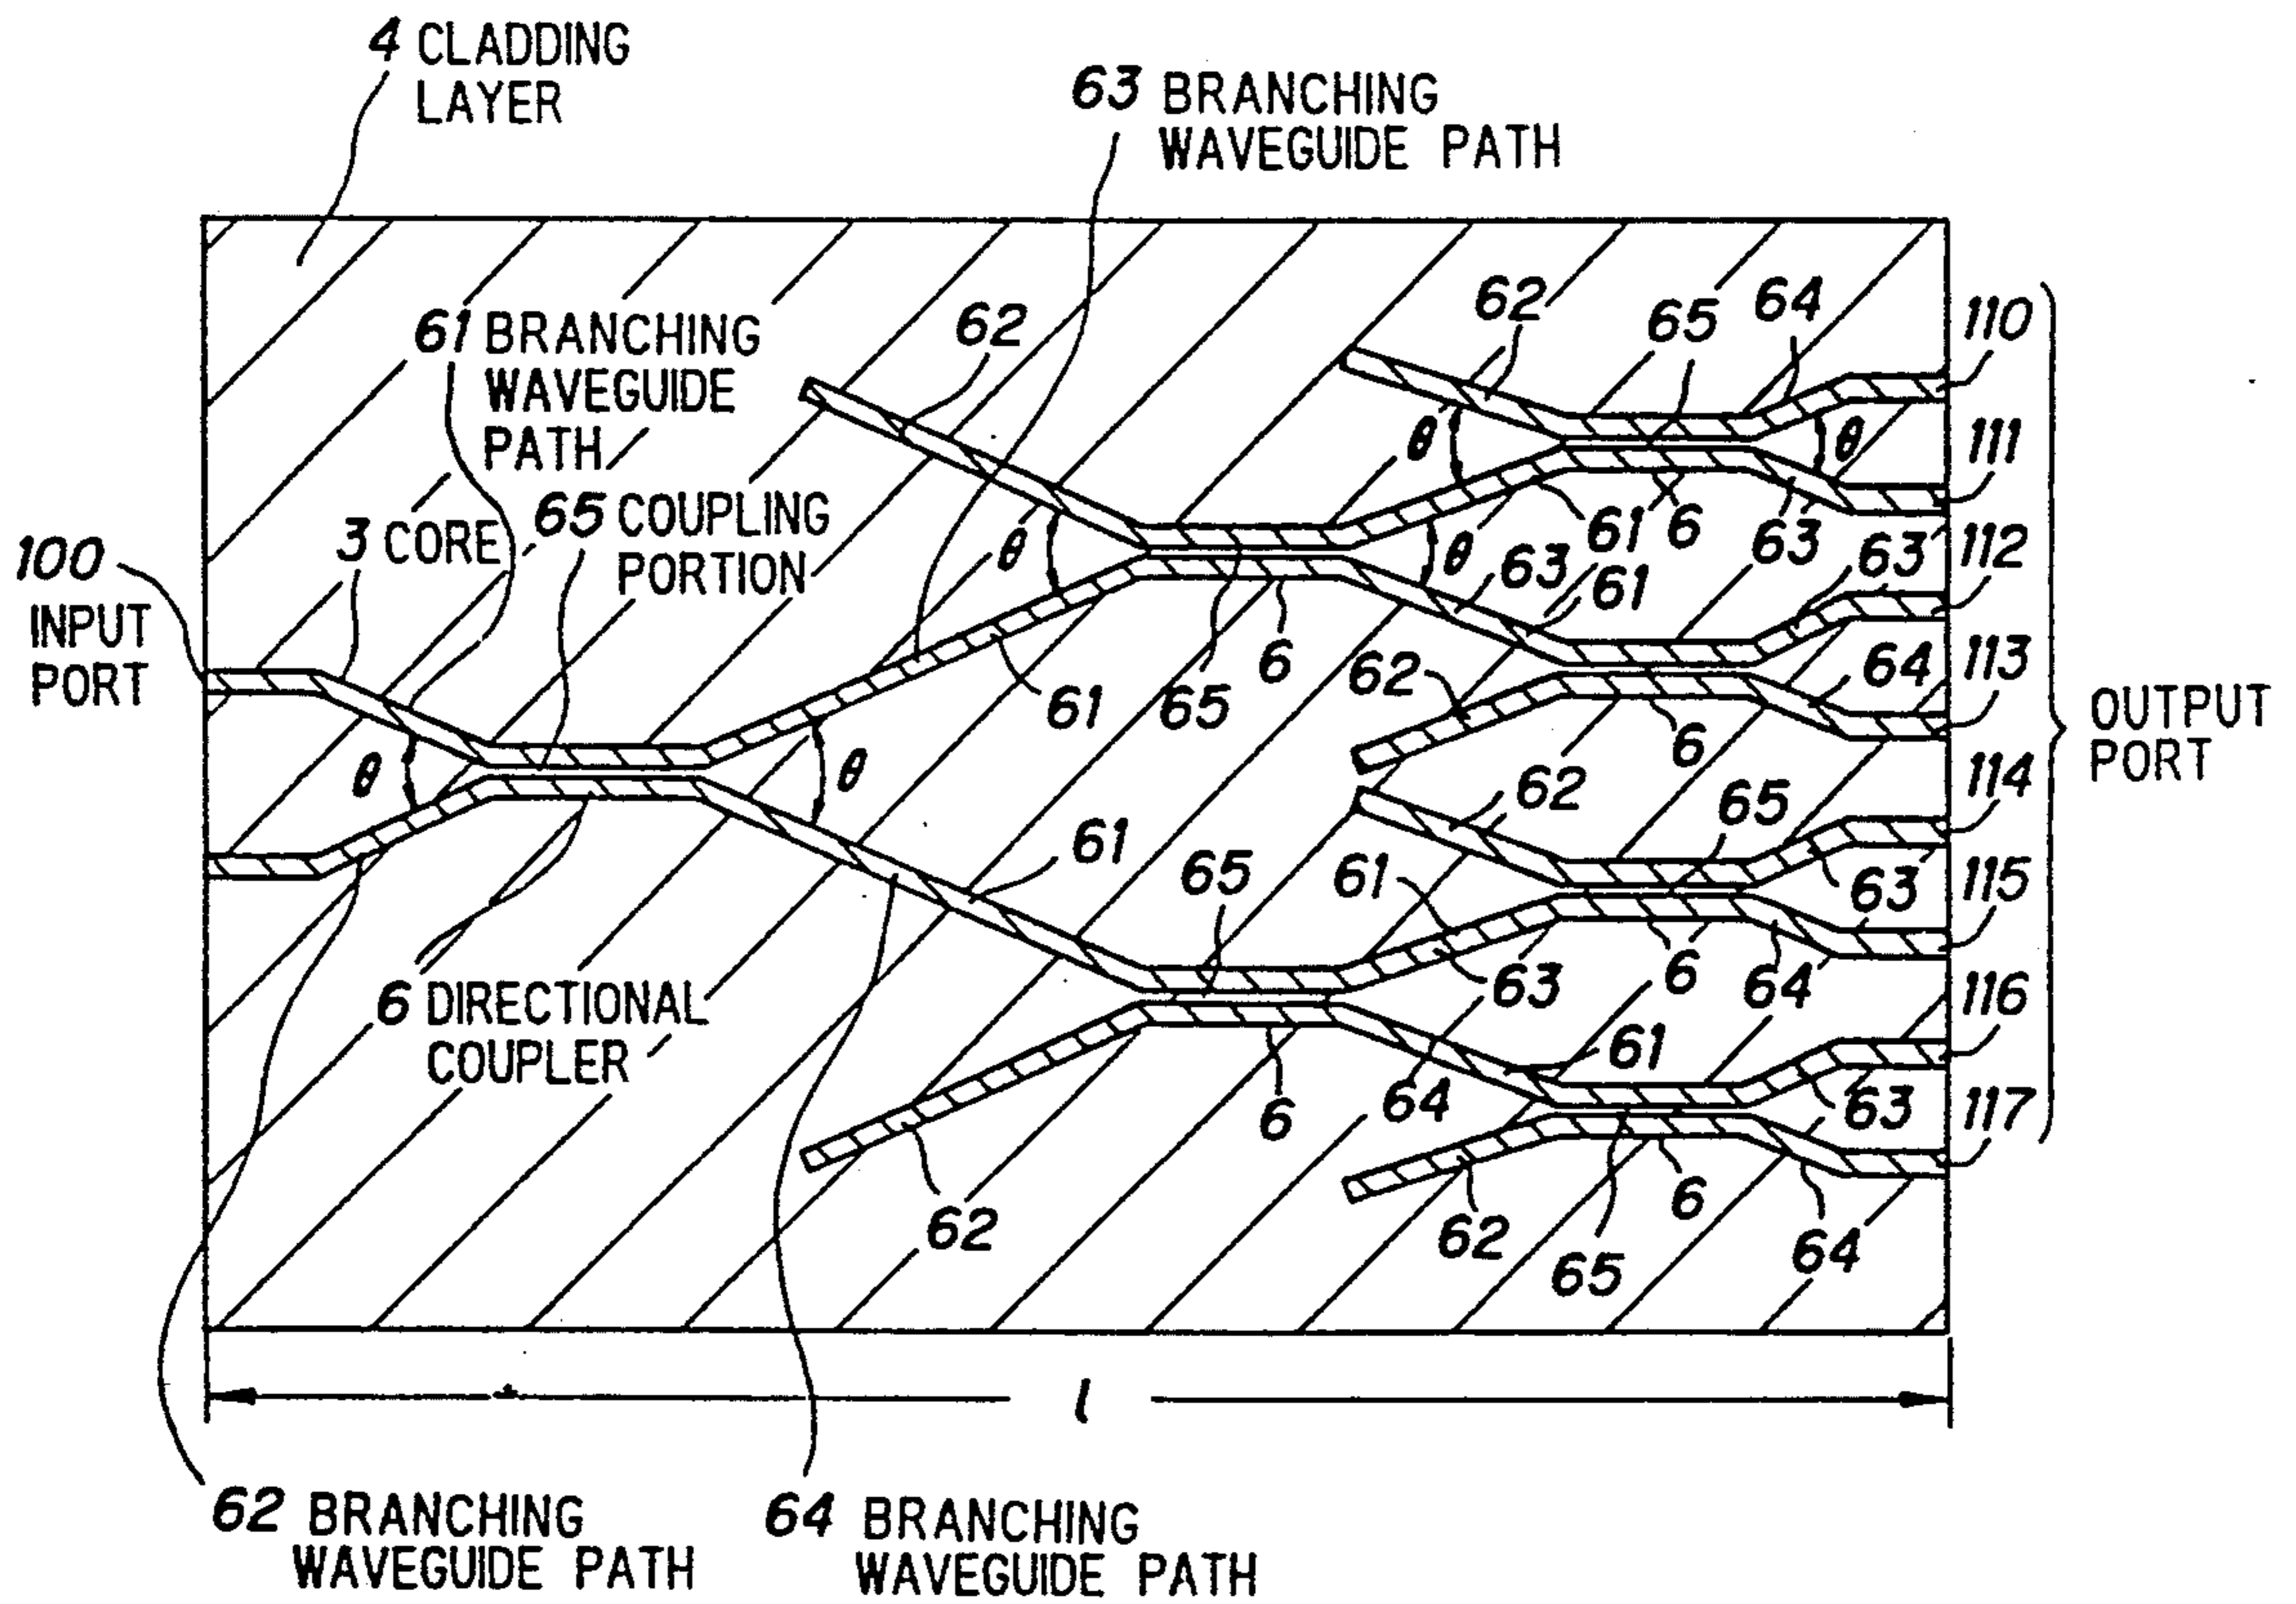 4 CLADDING
LAYER
63 BRANCHING
WAVEGUIDE PATH
61 BRANCHING
WAVEGUIDE
PATH
62
62
65
64
110
3 CORE
65 COUPLING
PORTION
100
INPUT
PORT
θ
θ
θ
θ
θ
θ
111
61
6
63
63
112
63
61
61
65
6
62
64
113
6
OUTPUT
PORT
62
65
114
61
65
61
63
115
6 DIRECTIONAL
COUPLER
63
6
64
116
61
64
63
6
117
62
62
65
6
64
l
62 BRANCHING
WAVEGUIDE PATH
64 BRANCHING
WAVEGUIDE PATH